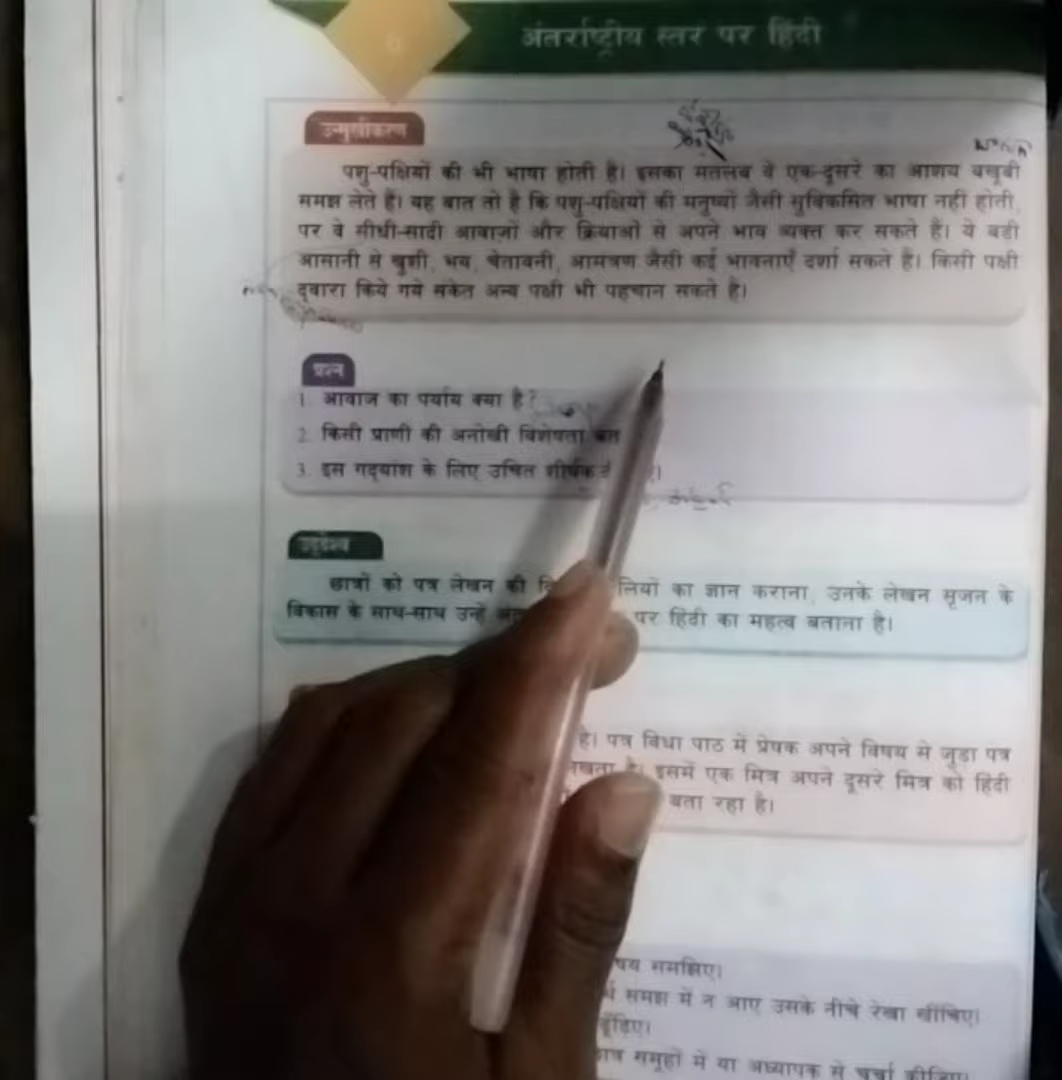 अंतर्राष्ट्रीय स्तर पर हिंदी
उन्मुखीकरण
पशु-पक्षियों की भी भाषा होती है। इसका मतलब वे एक-दूसरे का आशय बखूबी
समझ लेते हैं। यह बात तो है कि पशु-पक्षियों की मनुष्यों जैसी सुविकसित भाषा नहीं होती,
पर वे सीधी-सादी आवाजों और क्रियाओं से अपने भाव व्यक्त कर सकते हैं। ये बड़ी
आसानी से खुशी, भय, चेतावनी, आमंत्रण जैसी कई भावनाएँ दर्शा सकते हैं। किसी पक्षी
द्वारा किये गये संकेत अन्य पक्षी भी पहचान सकते हैं।
प्रश्न
1. आवाज का पर्याय क्या है?
2. किसी प्राणी की अनोखी विशेषता
3. इस गद्यांश के लिए उचित शीर्षक
उद्देश्य
छात्रों को पत्र लेखन की का ज्ञान कराना, उनके लेखन सृजन के
विकास के साथ-साथ उन्हें पर हिंदी का महत्व बताना है।
है। पत्र विधा पाठ में प्रेषक अपने विषय से जुड़ा पत्र
है। इसमें एक मित्र अपने दूसरे मित्र को हिंदी
बता रहा है।
समझिए।
समझ में न आए उसके नीचे रेखा खींचिए।
ढूँढ़िए।
समूहों में या अध्यापक से चर्चा कीजिए।